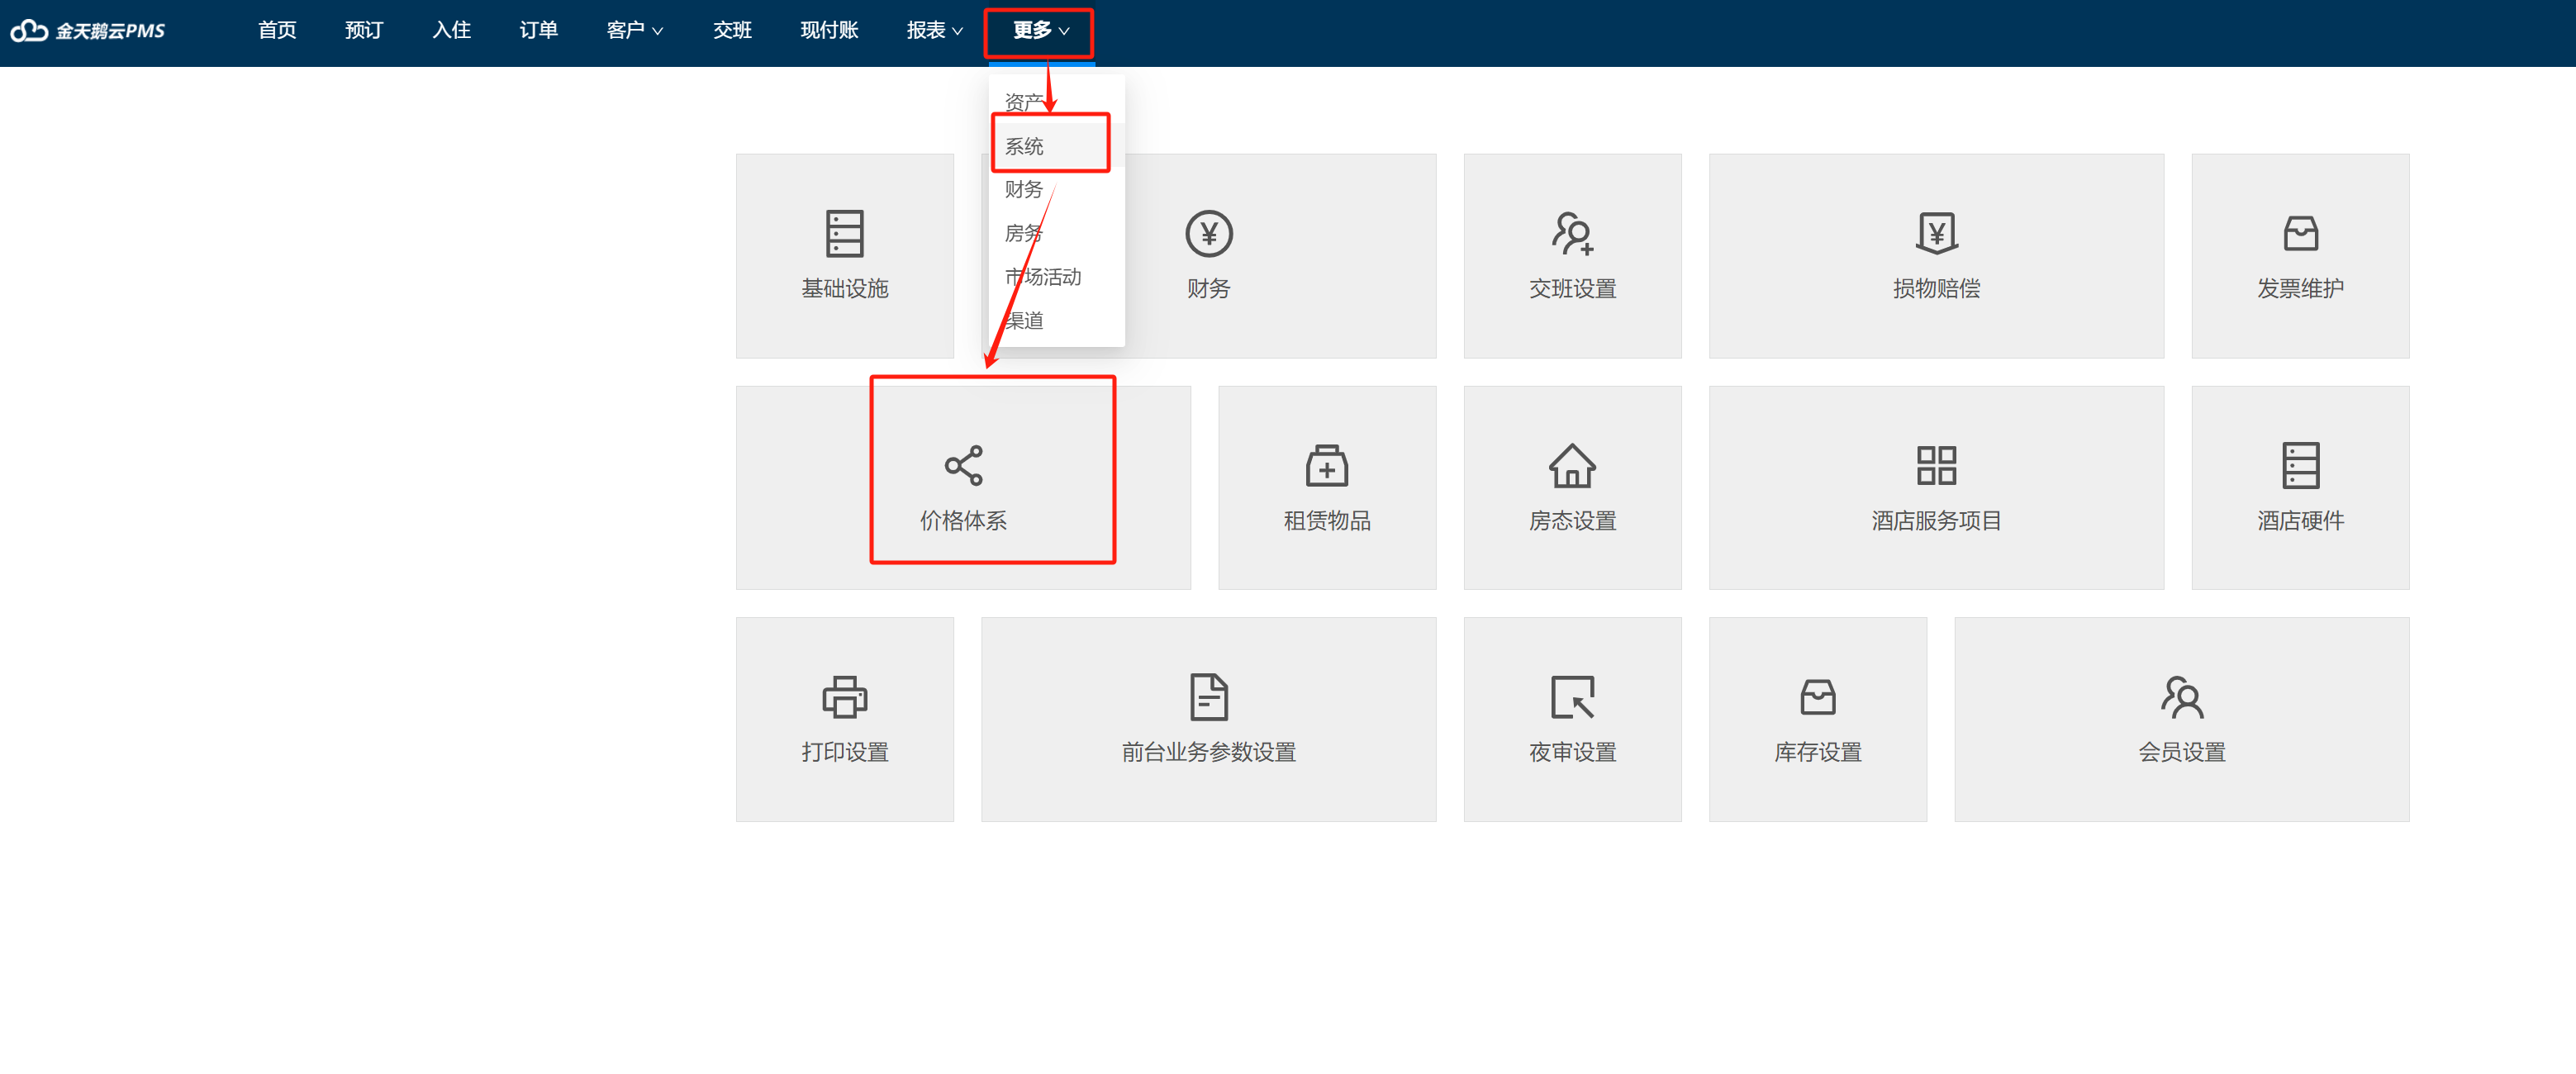 金天鹅云PMS 首页 预订 入住 订单 客户 交班 现付账 报表 更多
资产
系统
财务
房务
市场活动
渠道
基础设施 财务 交班设置 损物赔偿 发票维护
价格体系 租赁物品 房态设置 酒店服务项目 酒店硬件
打印设置 前台业务参数设置 夜审设置 库存设置 会员设置